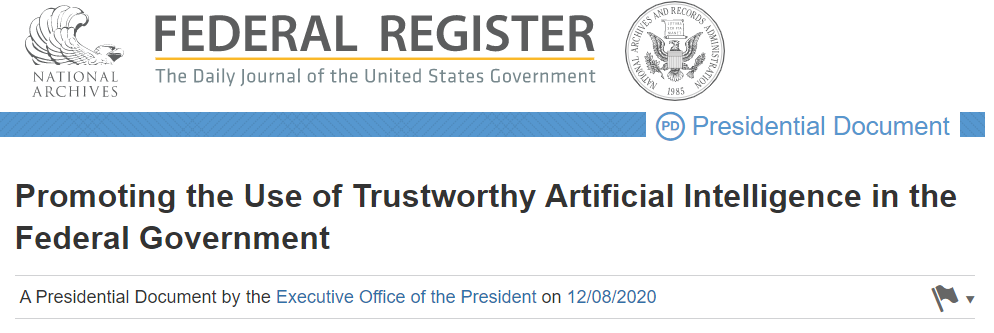 FEDERAL REGISTER
The Daily Journal of the United States Government
NATIONAL
ARCHIVES
NATIONAL ARCHIVES AND RECORDS ADMINISTRATION
1985
PD Presidential Document
Promoting the Use of Trustworthy Artificial Intelligence in the
Federal Government
A Presidential Document by the Executive Office of the President on 12/08/2020